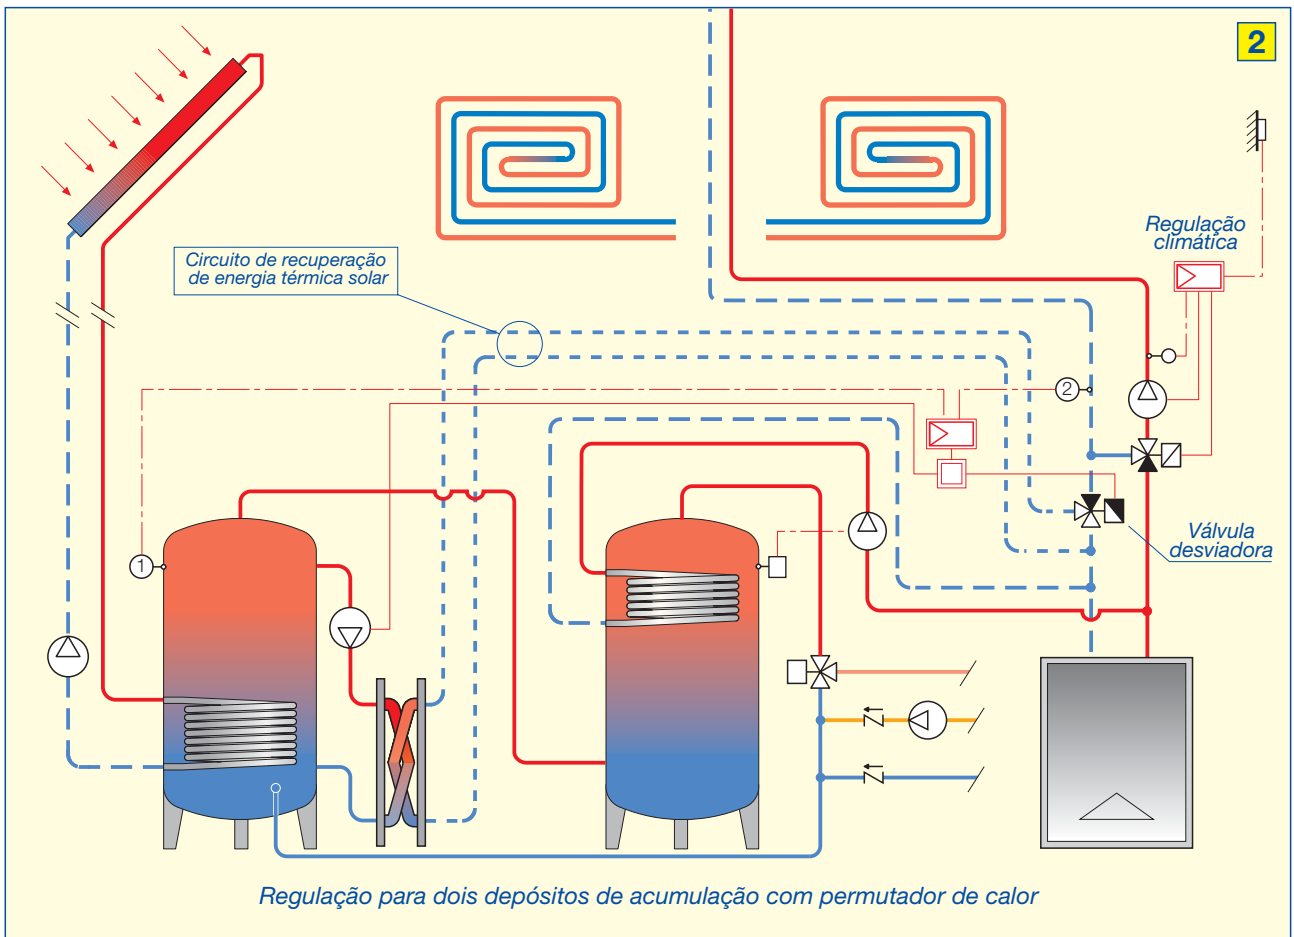 2
Regulação
climática
Circuito de recuperação
de energia térmica solar
2
1
Válvula
desviadora
Regulação para dois depósitos de acumulação com permutador de calor